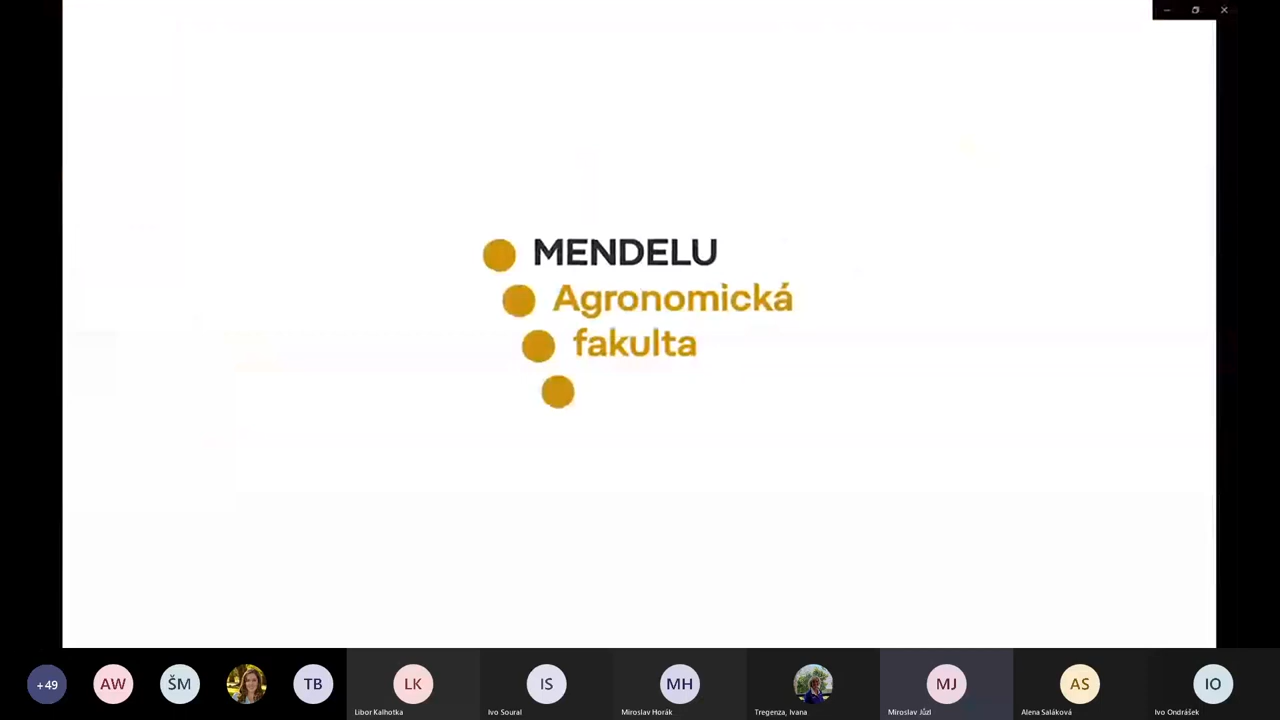 MENDELU
Agronomická
fakulta
+49
AW
ŠM
TB
LK
Libor Kalhotka
IS
Ivo Soural
MH
Miroslav Horák
Tregenza, Ivana
MJ
Miroslav Jůzl
AS
Alena Saláková
IO
Ivo Ondrášek